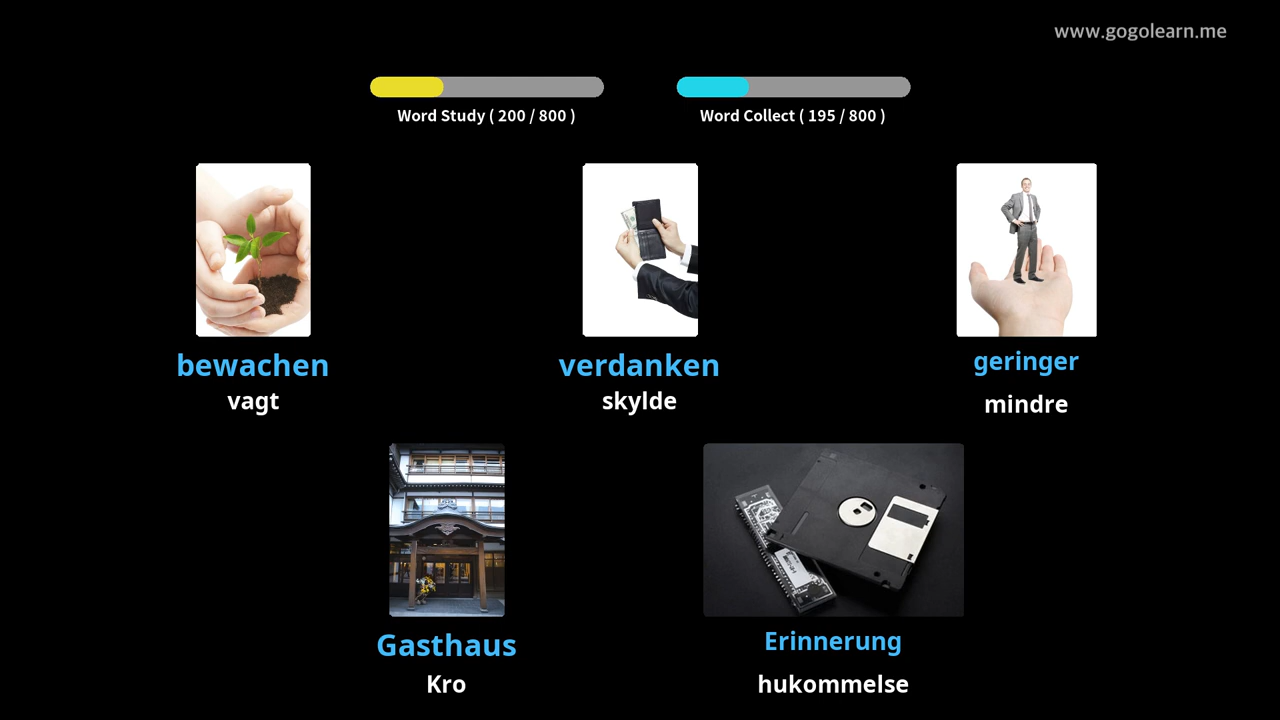 www.gogolearn.me
Word Study ( 200 / 800 )
Word Collect ( 195 / 800 )
bewachen
vagt
verdanken
skylde
geringer
mindre
Gasthaus
Kro
Erinnerung
hukommelse